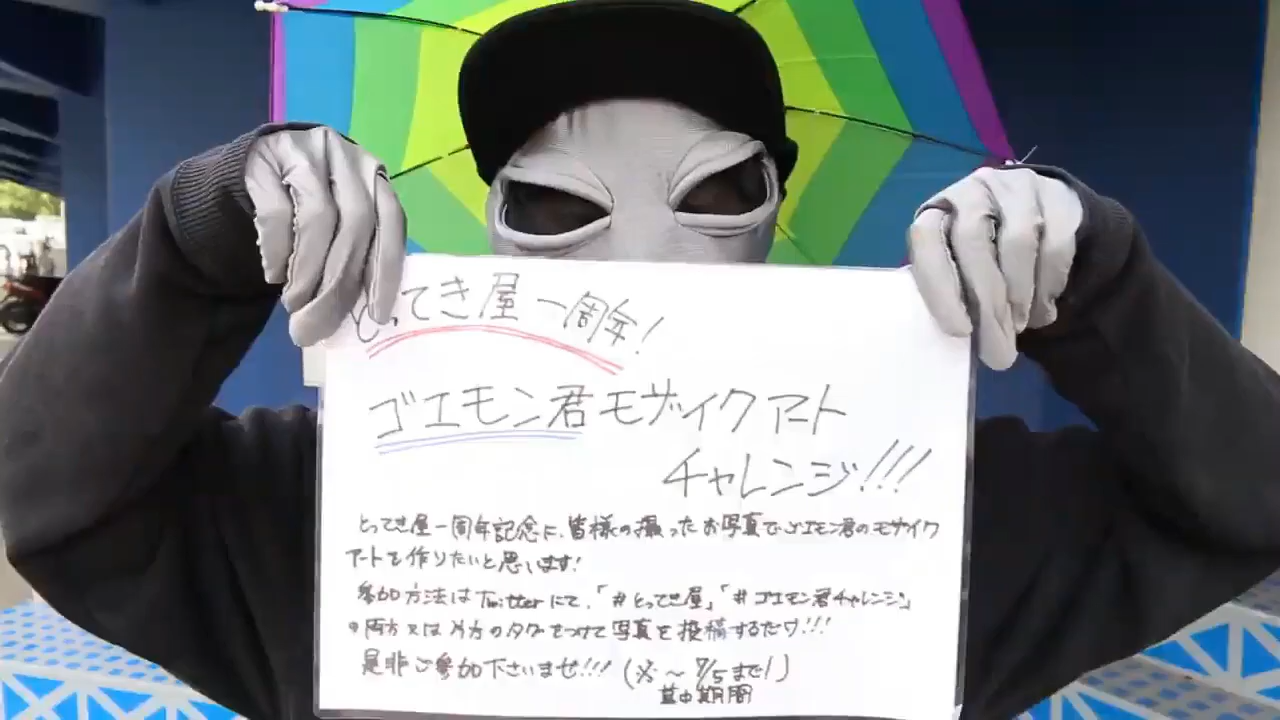 とってき屋一周年!
ゴエモン君モザイクアート
チャレンジ!!!
とってき屋一周年記念に、皆様の撮ったお写真でゴエモン君のモザイク
アートを作りたいと思います!
参加方法はTwitterにて、「#とってき屋」「#ゴエモン君チャレンジ」
の両方又は片方のタグをつけて写真を投稿するだけ!!!
是非ご参加下さいませ!!! (※ 〜 7/5まで!)
期間